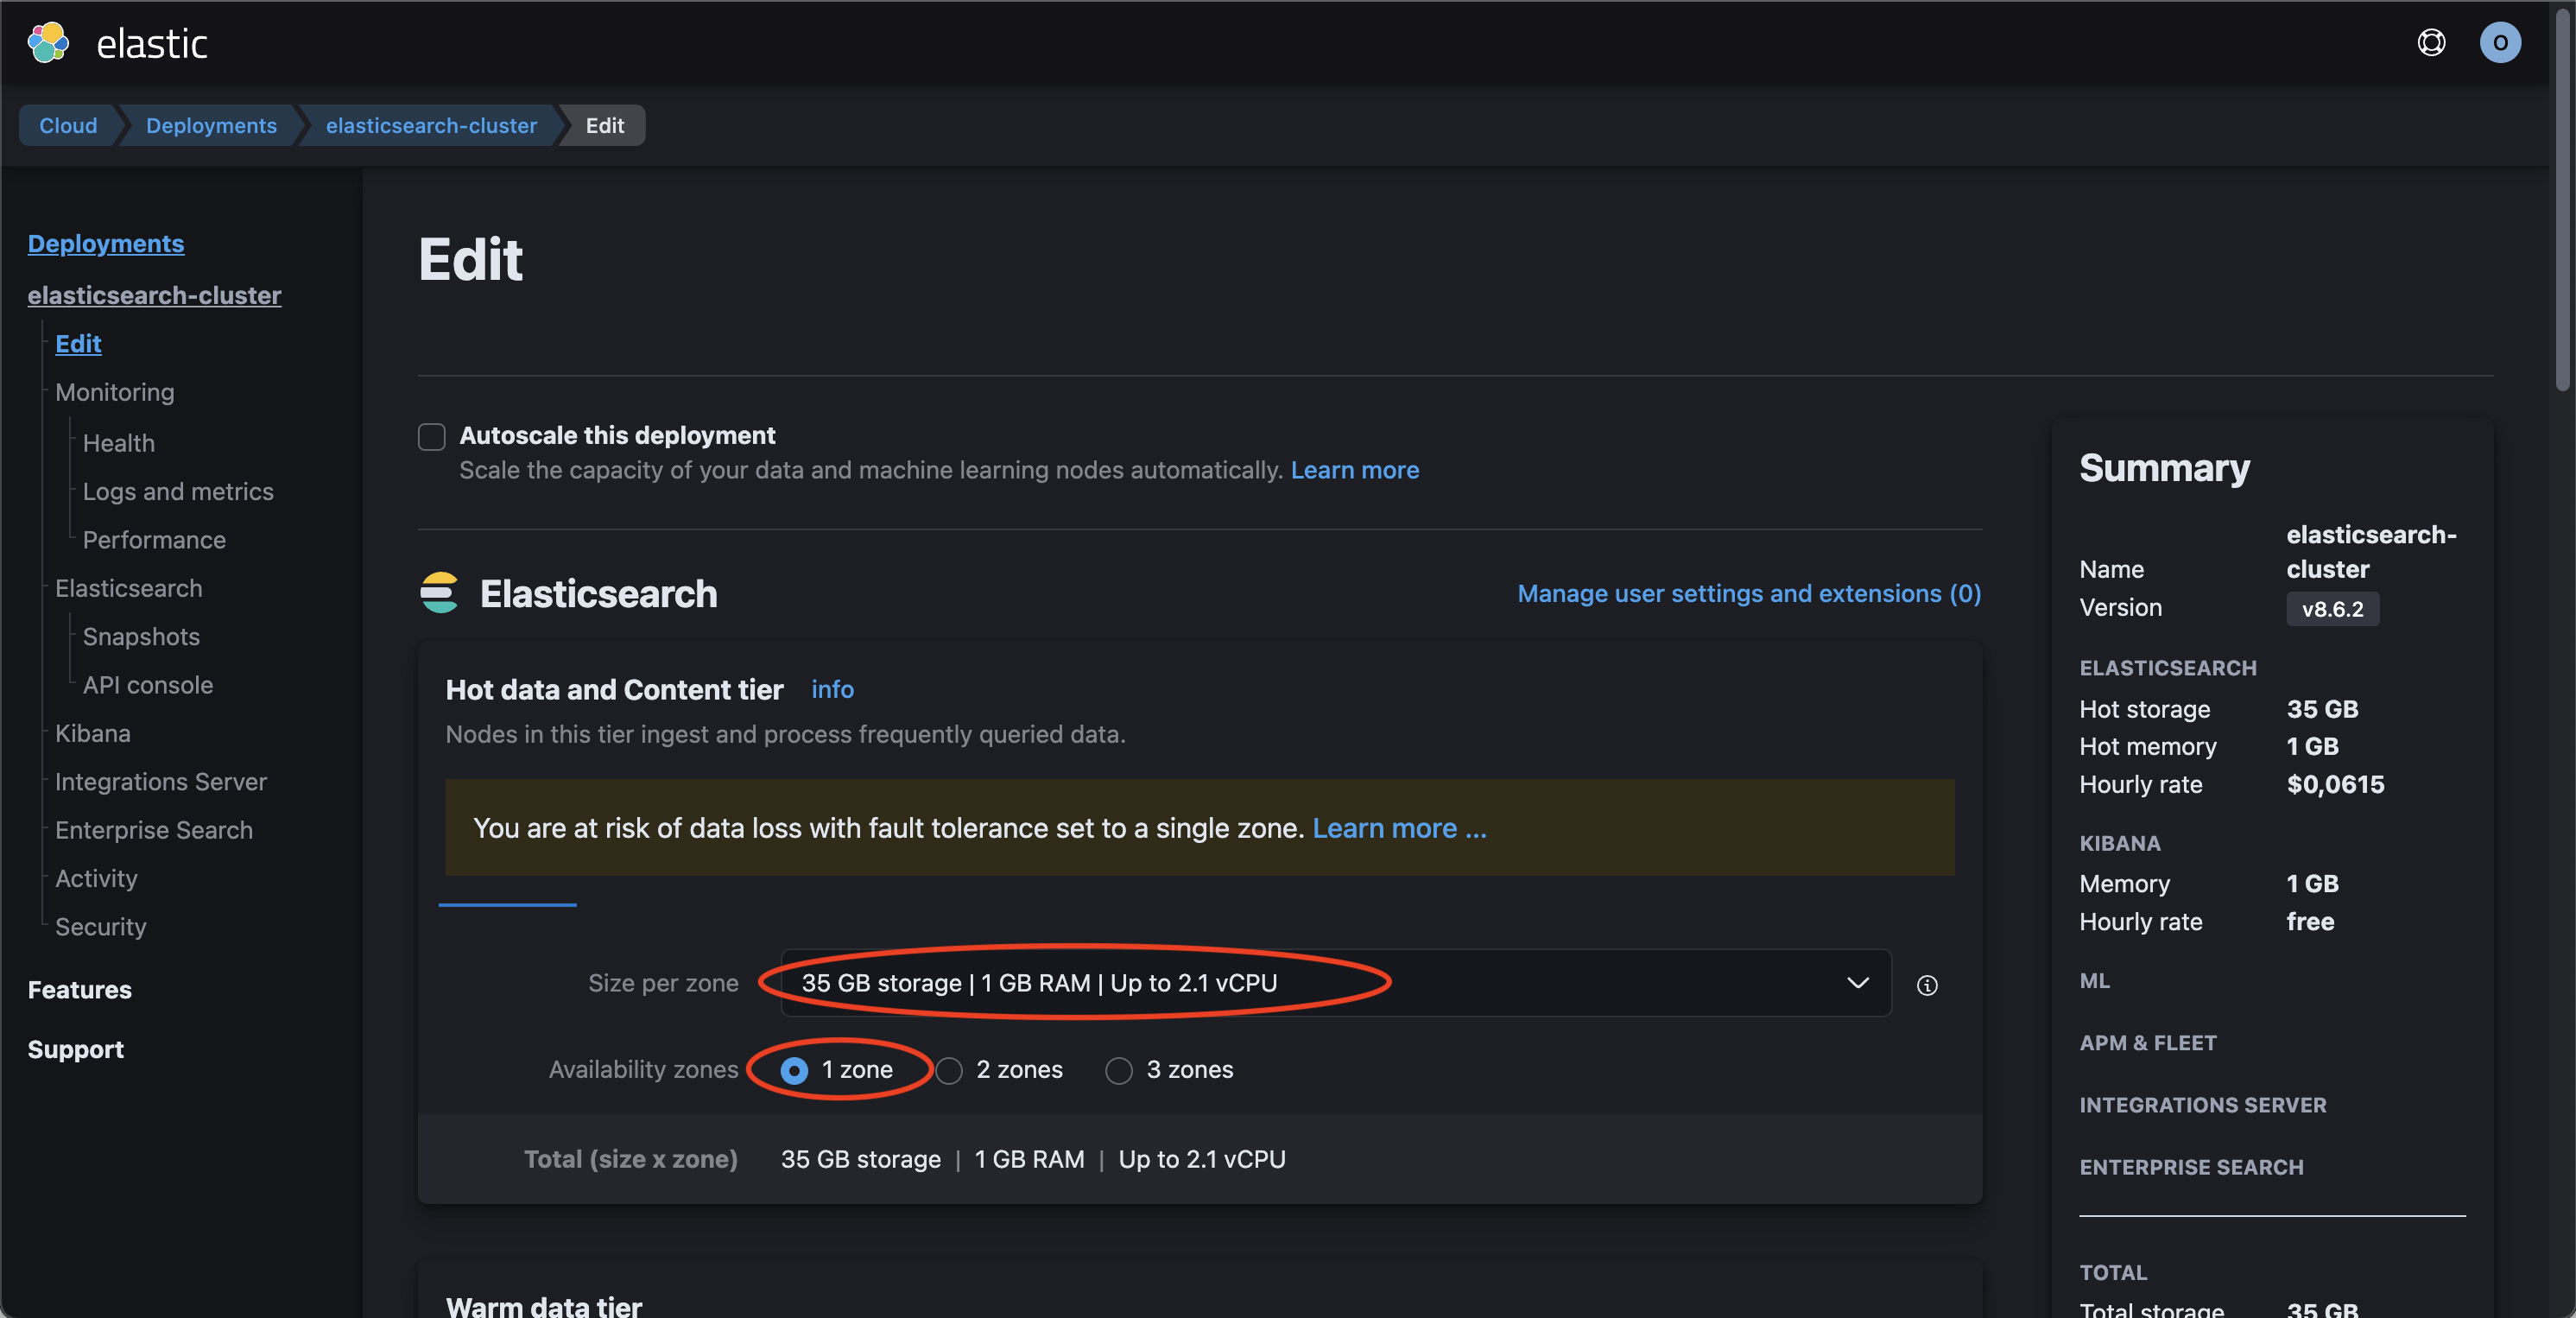 elastic
O
Cloud
Deployments
elasticsearch-cluster
Edit
Deployments
elasticsearch-cluster
Edit
Monitoring
Health
Logs and metrics
Performance
Elasticsearch
Snapshots
API console
Kibana
Integrations Server
Enterprise Search
Activity
Security
Features
Support
Edit
Autoscale this deployment
Scale the capacity of your data and machine learning nodes automatically. Learn more
Elasticsearch
Manage user settings and extensions (0)
Hot data and Content tier info
Nodes in this tier ingest and process frequently queried data.
You are at risk of data loss with fault tolerance set to a single zone. Learn more ...
Size per zone 35 GB storage | 1 GB RAM | Up to 2.1 vCPU
Availability zones 1 zone 2 zones 3 zones
Total (size x zone) 35 GB storage | 1 GB RAM | Up to 2.1 vCPU
Warm data tier
Summary
Name elasticsearch-
cluster
Version v8.6.2
ELASTICSEARCH
Hot storage 35 GB
Hot memory 1 GB
Hourly rate $0,0615
KIBANA
Memory 1 GB
Hourly rate free
ML
APM & FLEET
INTEGRATIONS SERVER
ENTERPRISE SEARCH
TOTAL
Total storage 35 GB